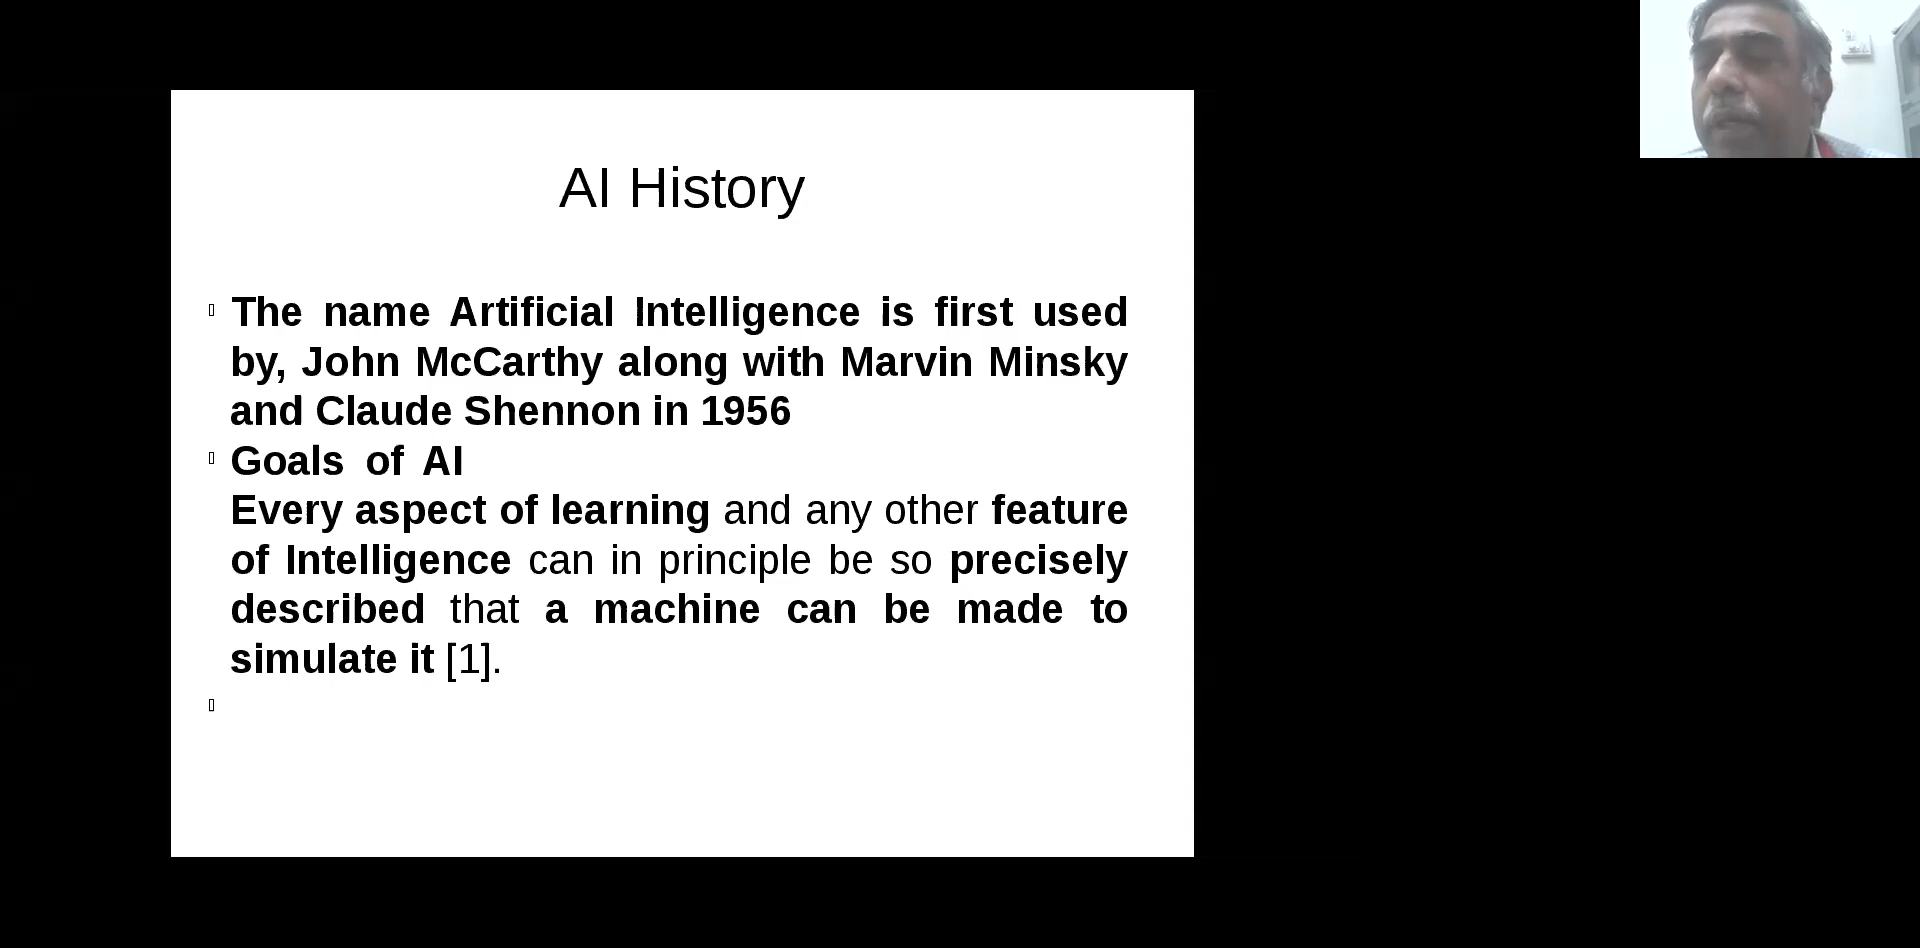 AI History
The name Artificial Intelligence is first used
by, John McCarthy along with Marvin Minsky
and Claude Shennon in 1956
Goals of AI
Every aspect of learning and any other feature
of Intelligence can in principle be so precisely
described that a machine can be made to
simulate it [1].